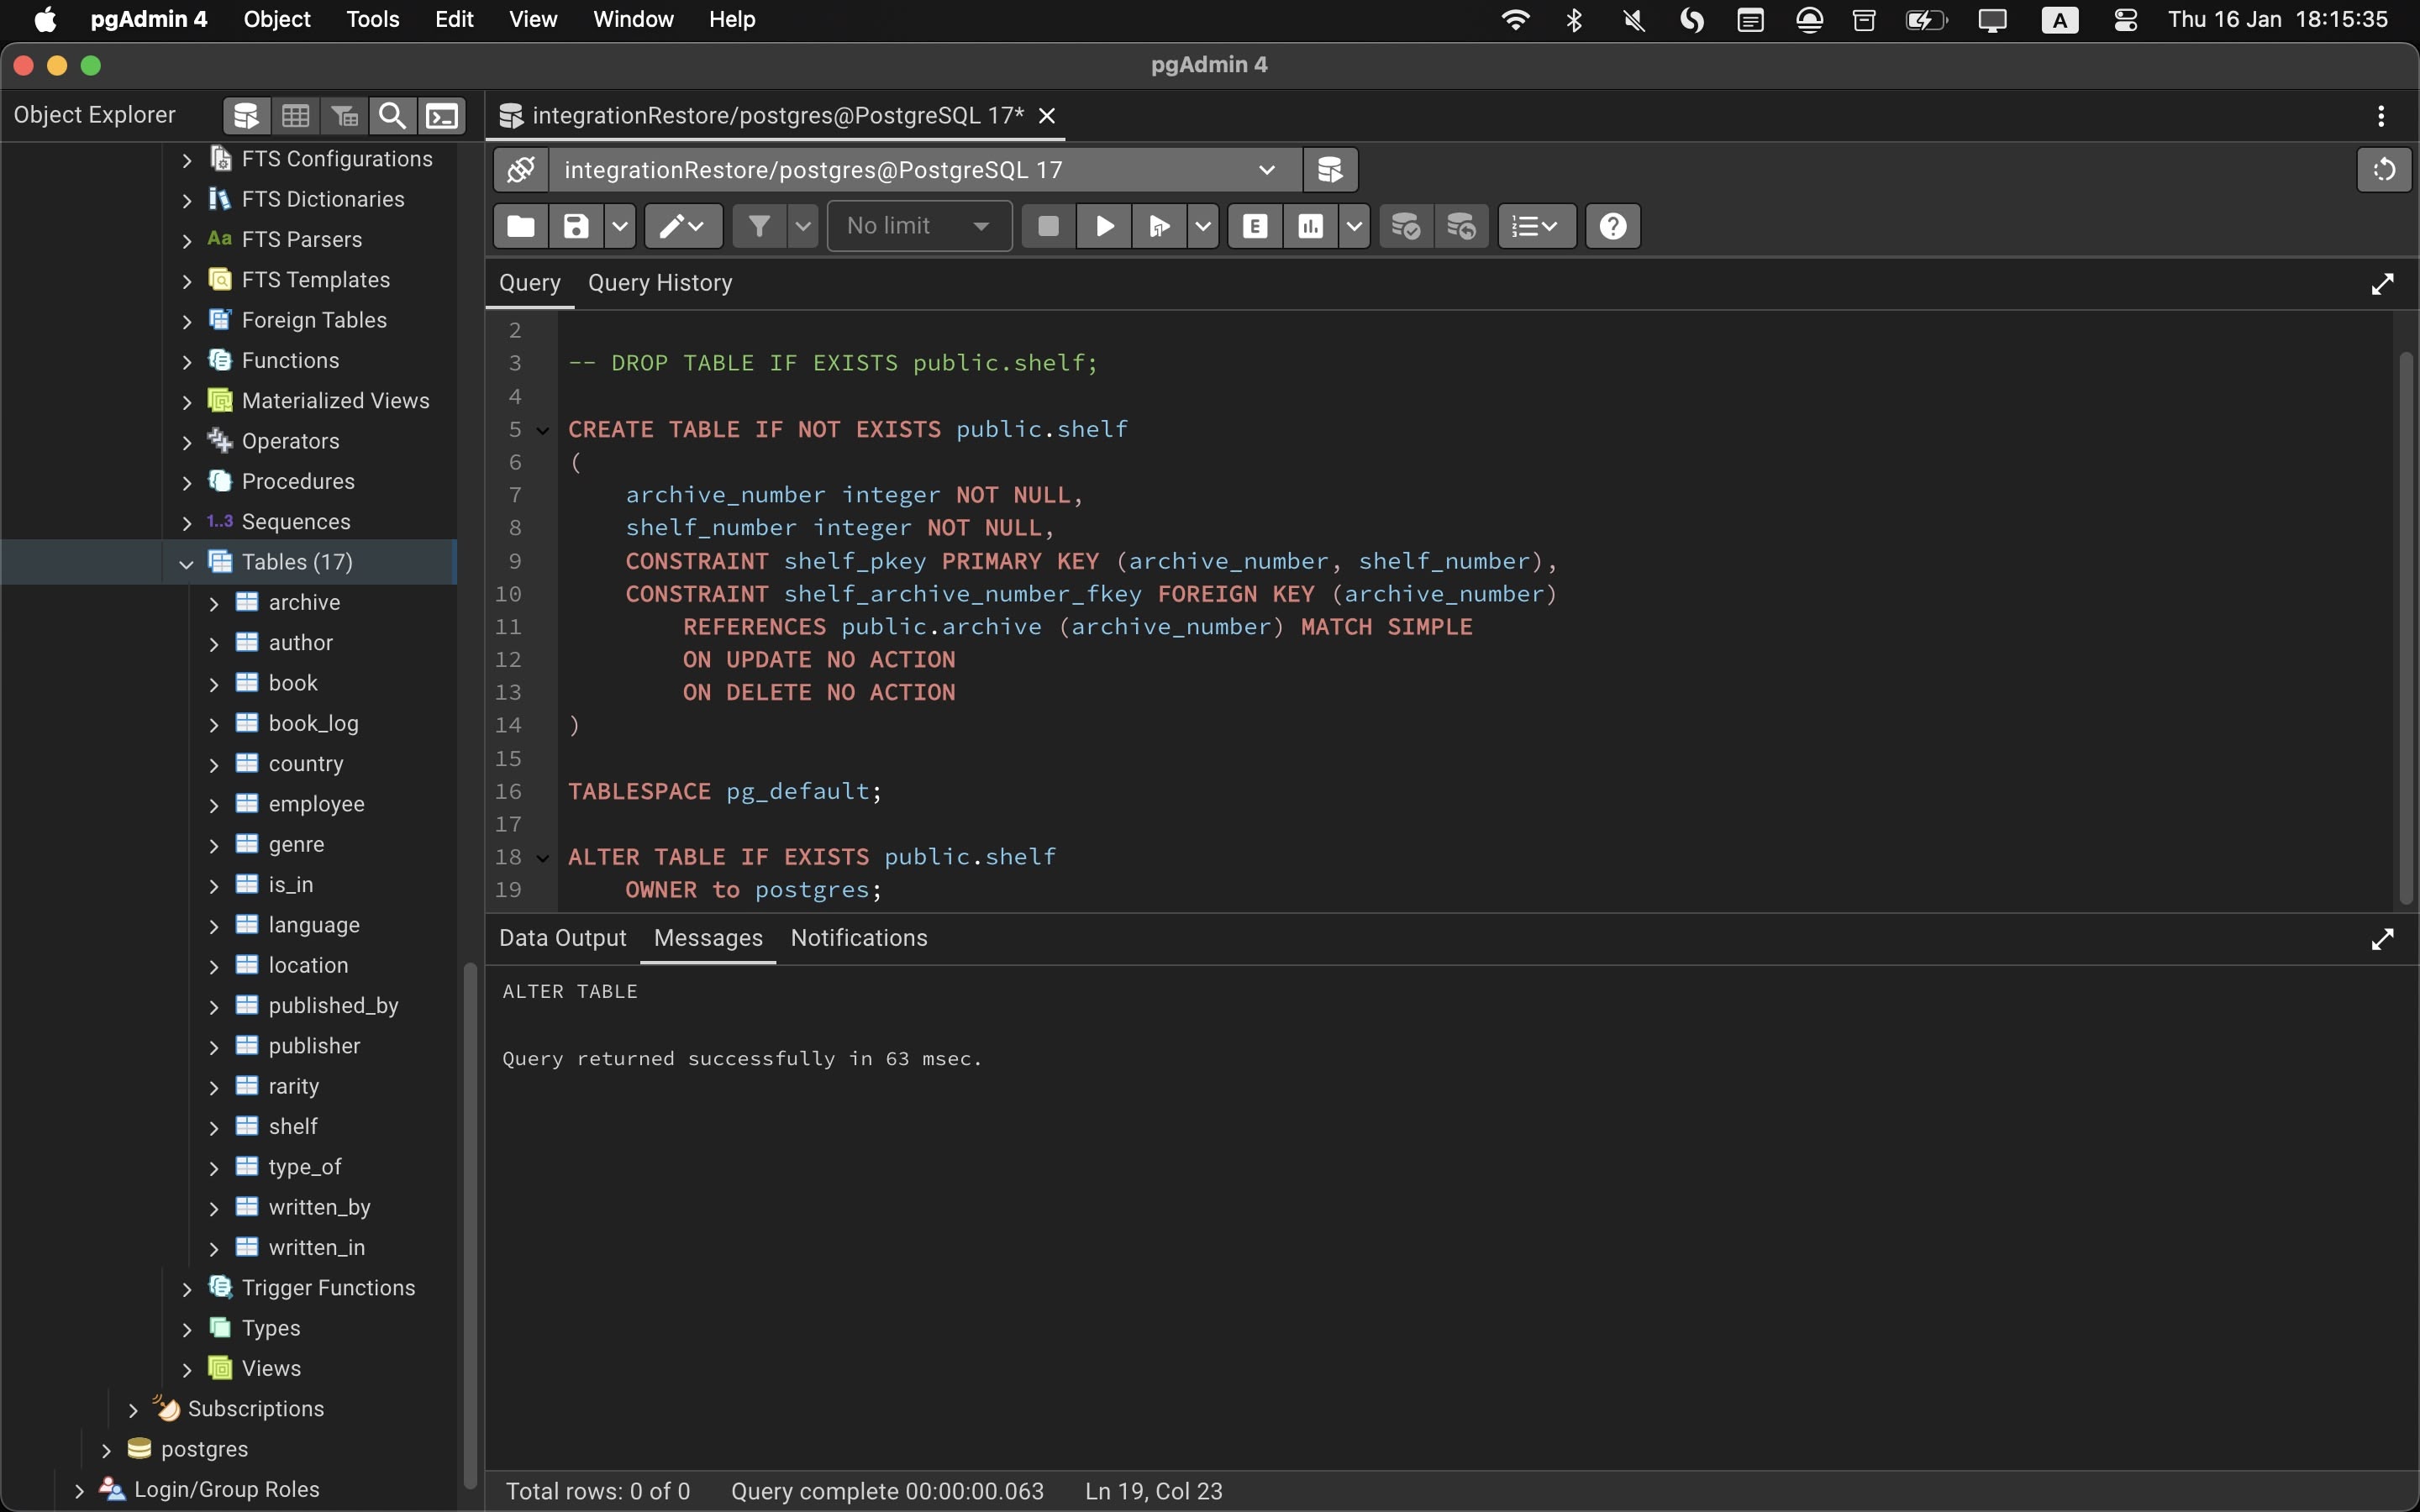 pgAdmin 4 Object Tools Edit View Window Help A Thu 16 Jan 18:15:35
pgAdmin 4
Object Explorer
FTS Configurations
FTS Dictionaries
Aa FTS Parsers
FTS Templates
Foreign Tables
Functions
Materialized Views
Operators
Procedures
1..3 Sequences
Tables (17)
archive
author
book
book_log
country
employee
genre
is_in
language
location
published_by
publisher
rarity
shelf
type_of
written_by
written_in
Trigger Functions
Types
Views
Subscriptions
postgres
Login/Group Roles
integrationRestore/postgres@PostgreSQL 17*
integrationRestore/postgres@PostgreSQL 17
No limit E
Query Query History
2
3 -- DROP TABLE IF EXISTS public.shelf;
4
5 CREATE TABLE IF NOT EXISTS public.shelf
6 (
7 archive_number integer NOT NULL,
8 shelf_number integer NOT NULL,
9 CONSTRAINT shelf_pkey PRIMARY KEY (archive_number, shelf_number),
10 CONSTRAINT shelf_archive_number_fkey FOREIGN KEY (archive_number)
11 REFERENCES public.archive (archive_number) MATCH SIMPLE
12 ON UPDATE NO ACTION
13 ON DELETE NO ACTION
14 )
15
16 TABLESPACE pg_default;
17
18 ALTER TABLE IF EXISTS public.shelf
19 OWNER to postgres;
Data Output Messages Notifications
ALTER TABLE
Query returned successfully in 63 msec.
Total rows: 0 of 0 Query complete 00:00:00.063 Ln 19, Col 23